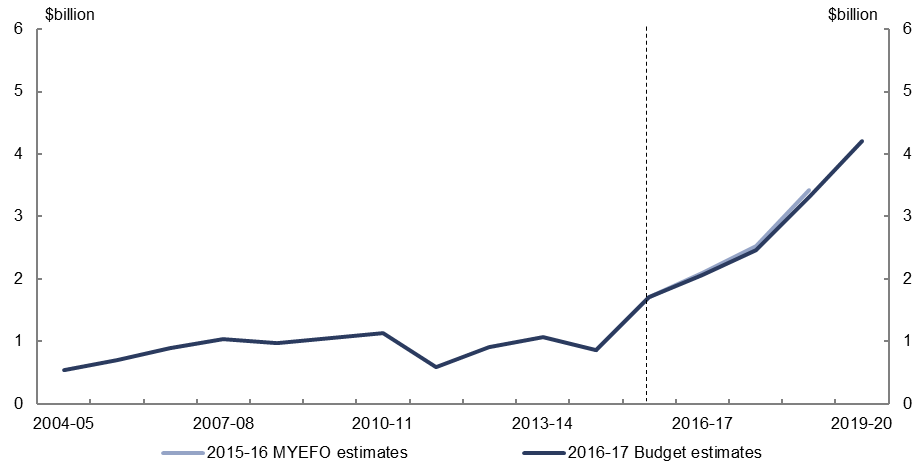 $billion $billion
6 6
5 5
4 4
3 3
2 2
1 1
0 0
2004-05 2007-08 2010-11 2013-14 2016-17 2019-20
2015-16 MYEFO estimates 2016-17 Budget estimates